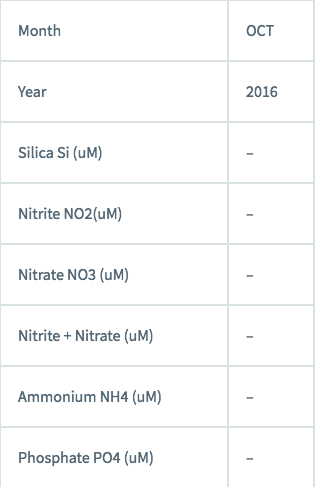 Month OCT
Year 2016
Silica Si (uM) –
Nitrite NO2(uM) –
Nitrate NO3 (uM) –
Nitrite + Nitrate (uM) –
Ammonium NH4 (uM) –
Phosphate PO4 (uM) –